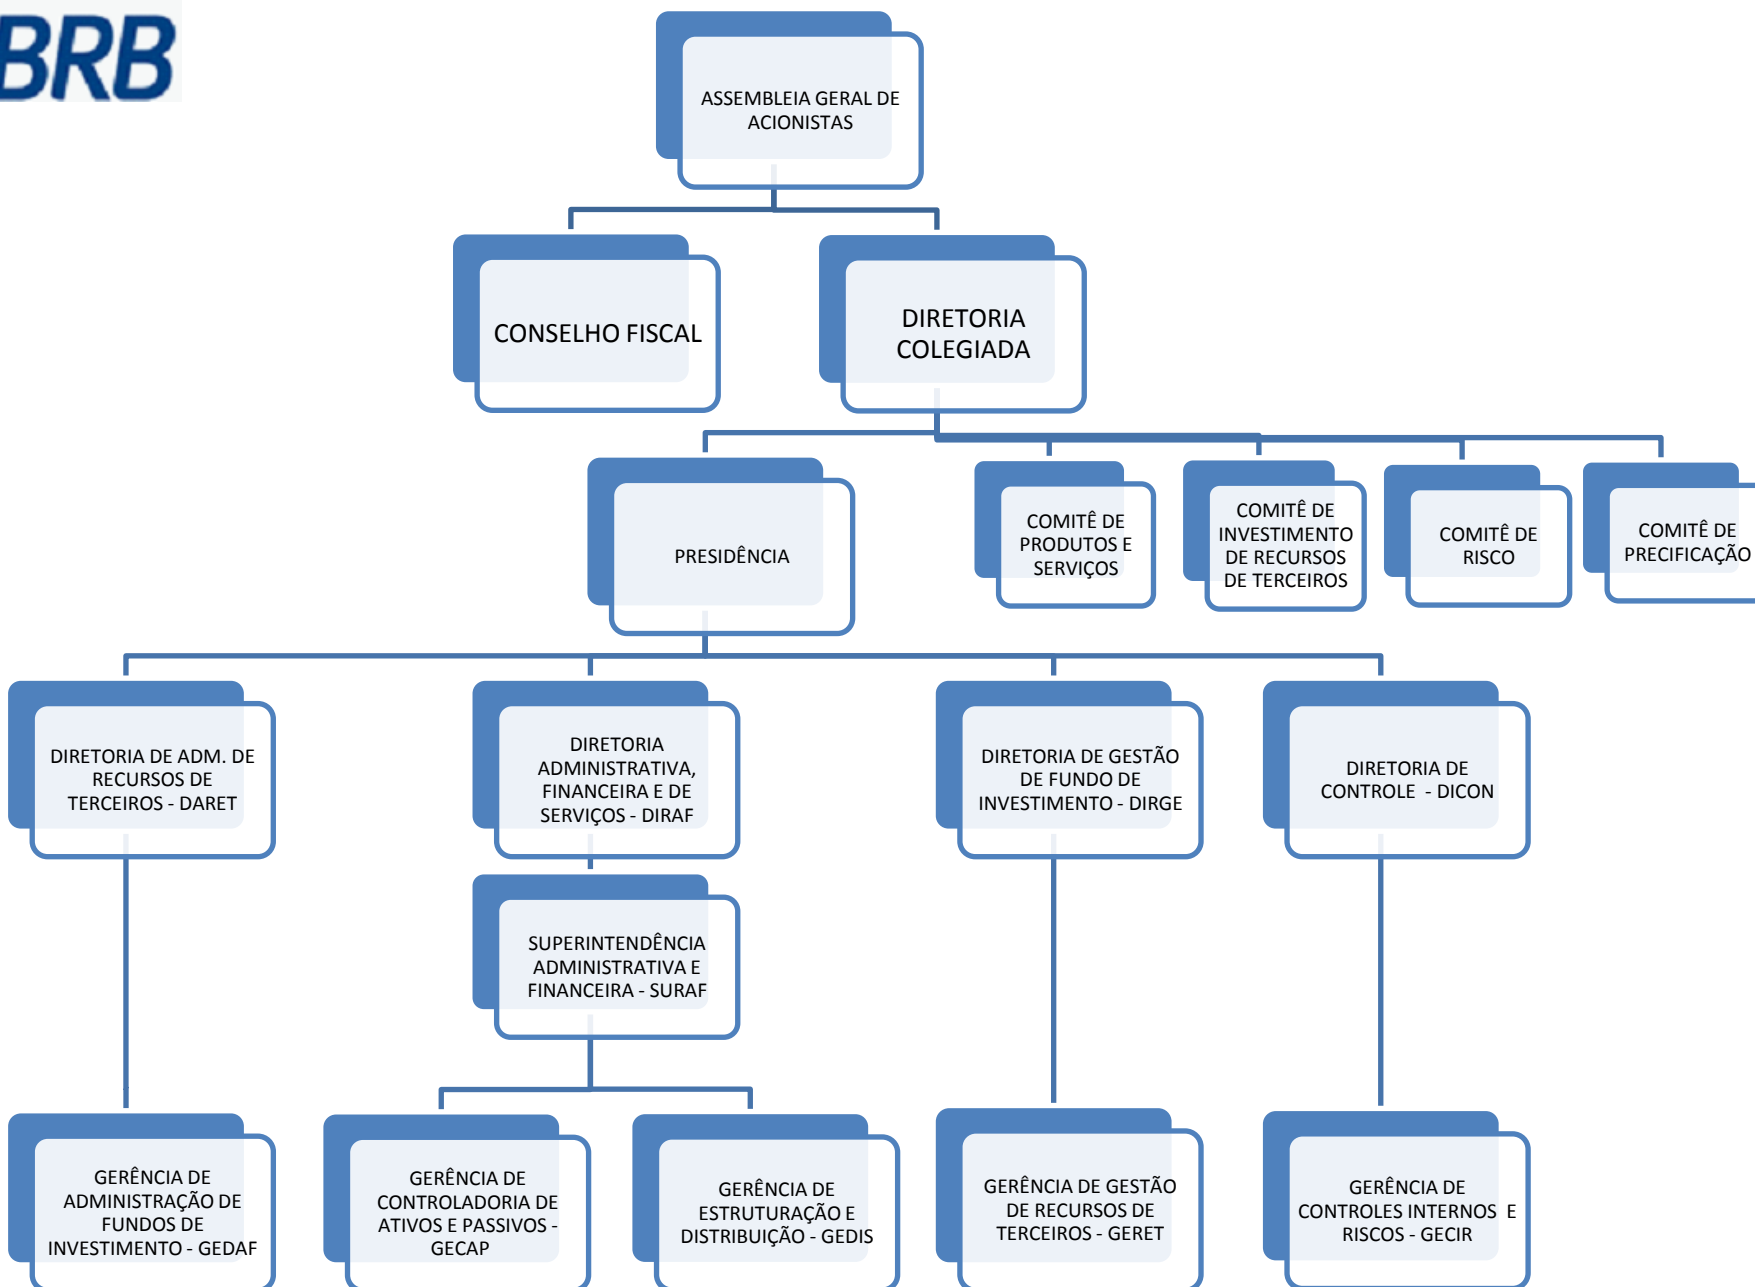 BRB
ASSEMBLEIA GERAL DE
ACIONISTAS
CONSELHO FISCAL
DIRETORIA
COLEGIADA
PRESIDÊNCIA
COMITÊ DE
PRODUTOS E
SERVIÇOS
COMITÊ DE
INVESTIMENTO
DE RECURSOS
DE TERCEIROS
COMITÊ DE
RISCO
COMITÊ DE
PRECIFICAÇÃO
DIRETORIA DE ADM. DE
RECURSOS DE
TERCEIROS - DARET
DIRETORIA
ADMINISTRATIVA,
FINANCEIRA E DE
SERVIÇOS - DIRAF
DIRETORIA DE GESTÃO
DE FUNDO DE
INVESTIMENTO - DIRGE
DIRETORIA DE
CONTROLE - DICON
SUPERINTENDÊNCIA
ADMINISTRATIVA E
FINANCEIRA - SURAF
GERÊNCIA DE
ADMINISTRAÇÃO DE
FUNDOS DE
INVESTIMENTO - GEDAF
GERÊNCIA DE
CONTROLADORIA DE
ATIVOS E PASSIVOS -
GECAP
GERÊNCIA DE
ESTRUTURAÇÃO E
DISTRIBUIÇÃO - GEDIS
GERÊNCIA DE GESTÃO
DE RECURSOS DE
TERCEIROS - GERET
GERÊNCIA DE
CONTROLES INTERNOS E
RISCOS - GECIR